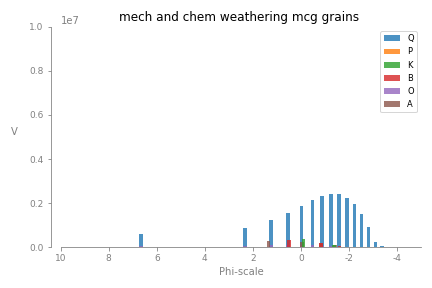 mech and chem weathering mcg grains
1e7
1.0
0.8
0.6
0.4
0.2
0.0
V
10 8 6 4 2 0 -2 -4
Phi-scale
Q
P
K
B
O
A